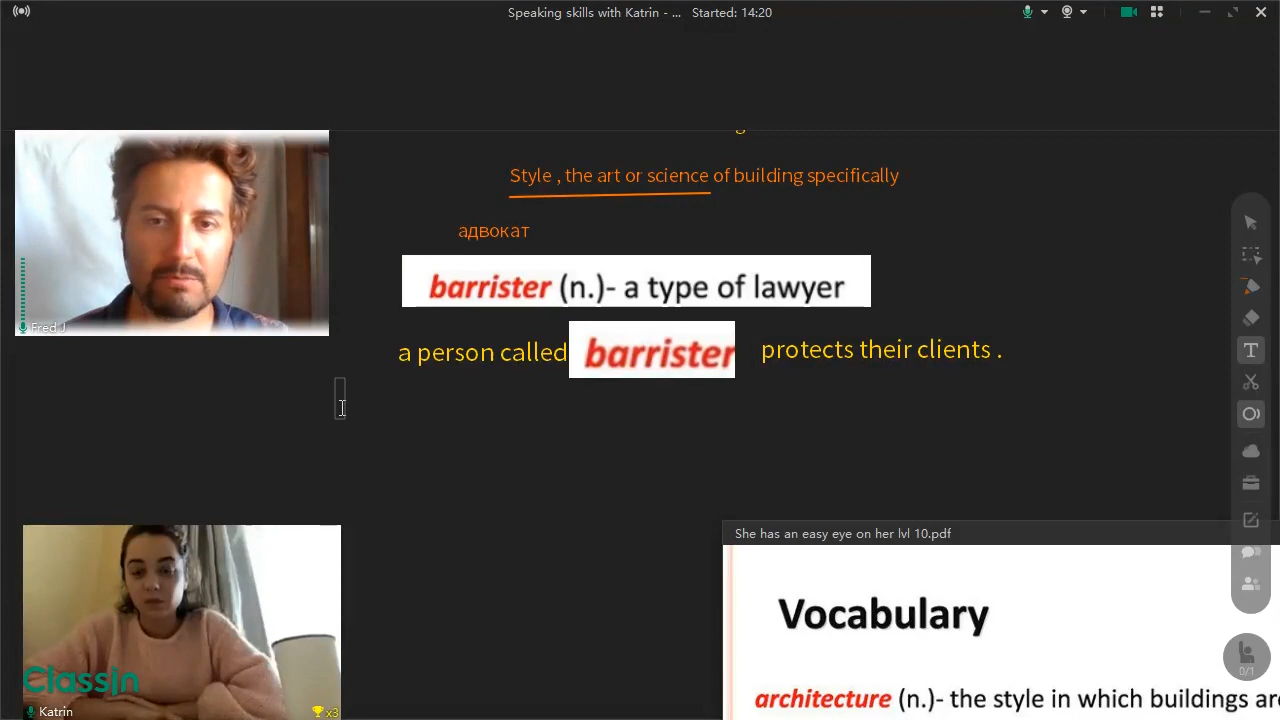 Speaking skills with Katrin - ... Started: 14:20
Style , the art or science of building specifically
адвокат
barrister (n.)- a type of lawyer
a person called barrister protects their clients .
Fred J
She has an easy eye on her lvl 10.pdf
Vocabulary
architecture (n.)- the style in which buildings are
ClassIn
Katrin
x3
T
0/1